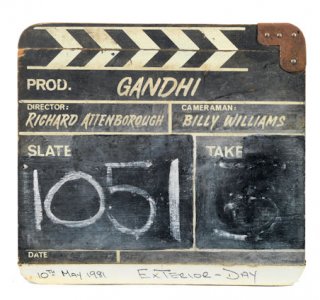 PROD. GANDHI
DIRECTOR: CAMERAMAN:
RICHARD ATTENBOROUGH BILLY WILLIAMS
SLATE TAKE
1051
DATE
10TH MAY 1981 EXTERIOR-DAY